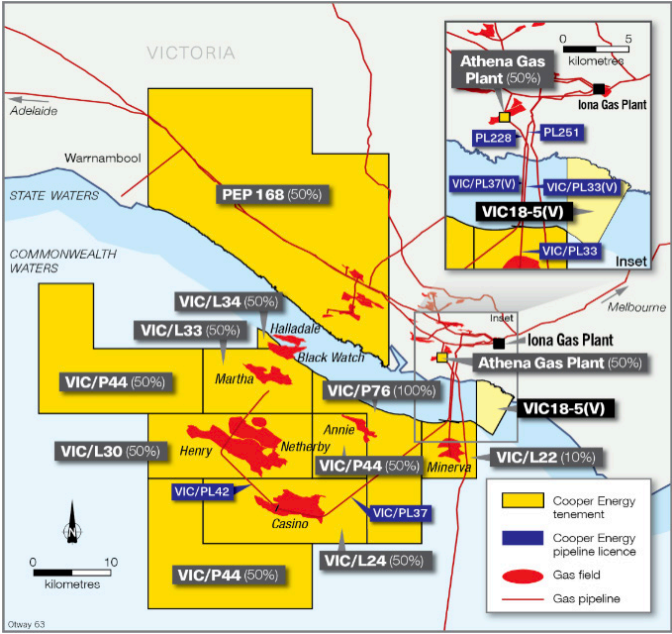 VICTORIA
Adelaide
Warrnambool
STATE WATERS
COMMONWEALTH
WATERS
PEP 168 (50%)
VIC/L34 (50%)
Halladale
VIC/L33 (50%)
Black Watch
Martha
VIC/P44 (50%)
VIC/P76 (100%)
VIC/L30 (50%)
Henry
Netherby
Annie
VIC/P44 (50%)
Minerva
VIC/L22 (10%)
VIC/PL42
Casino
VIC/PL37
VIC/L24 (50%)
VIC/P44 (50%)
Melbourne
Inset
Iona Gas Plant
Athena Gas Plant (50%)
VIC18-5(V)
0 5
kilometres
Athena Gas
Plant (50%)
Iona Gas Plant
PL228
PL251
VIC/PL37(V)
VIC/PL33(V)
VIC18-5(V)
VIC/PL33
Inset
N
0 10
kilometres
Cooper Energy
tenement
Cooper Energy
pipeline licence
Gas field
Gas pipeline
Otway 63